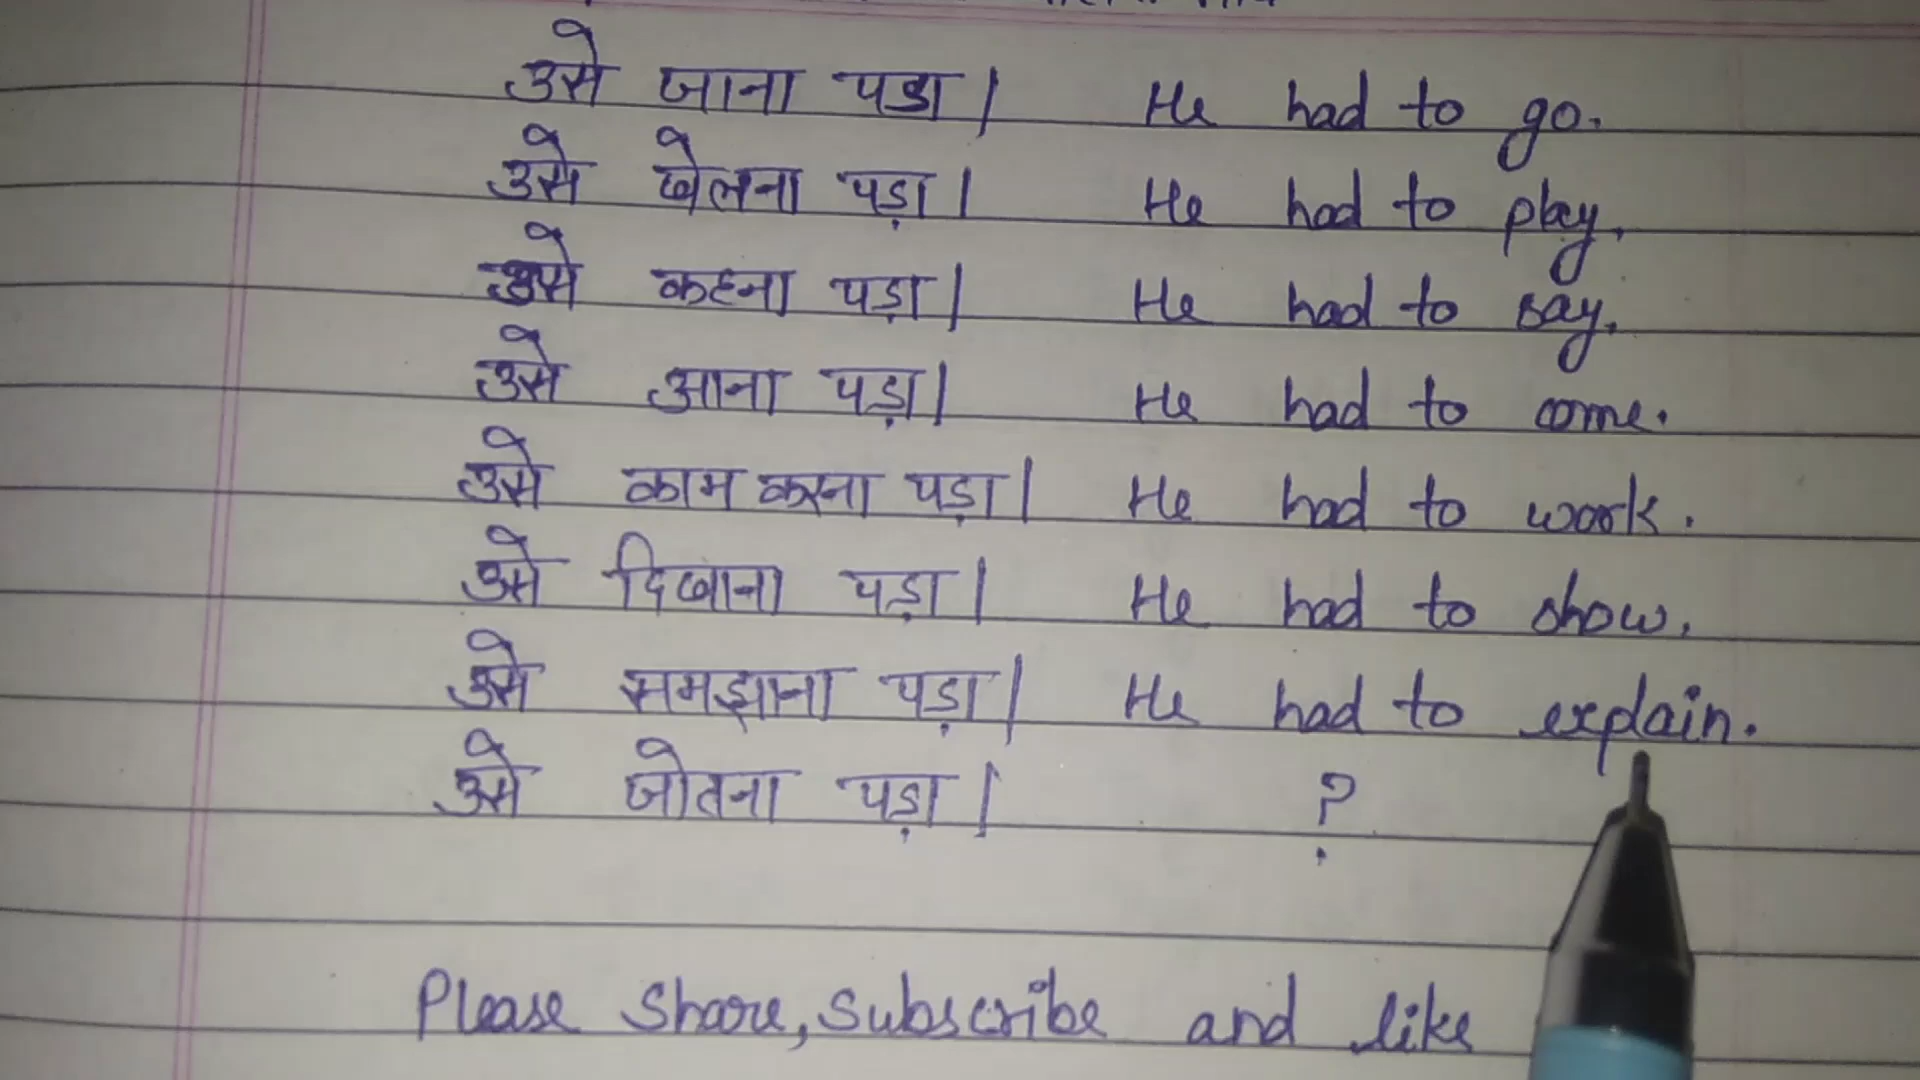 उसे जाना पडा। He had to go.
उसे खेलना पड़ा। He had to play.
उसे कहना पड़ा। He had to say.
उसे आना पड़ा। He had to come.
उसे काम करना पड़ा। He had to work.
उसे दिखाना पड़ा। He had to show.
उसे समझाना पड़ा। He had to explain.
उसे जोतना पड़ा। ?
Please Share, Subscribe and like